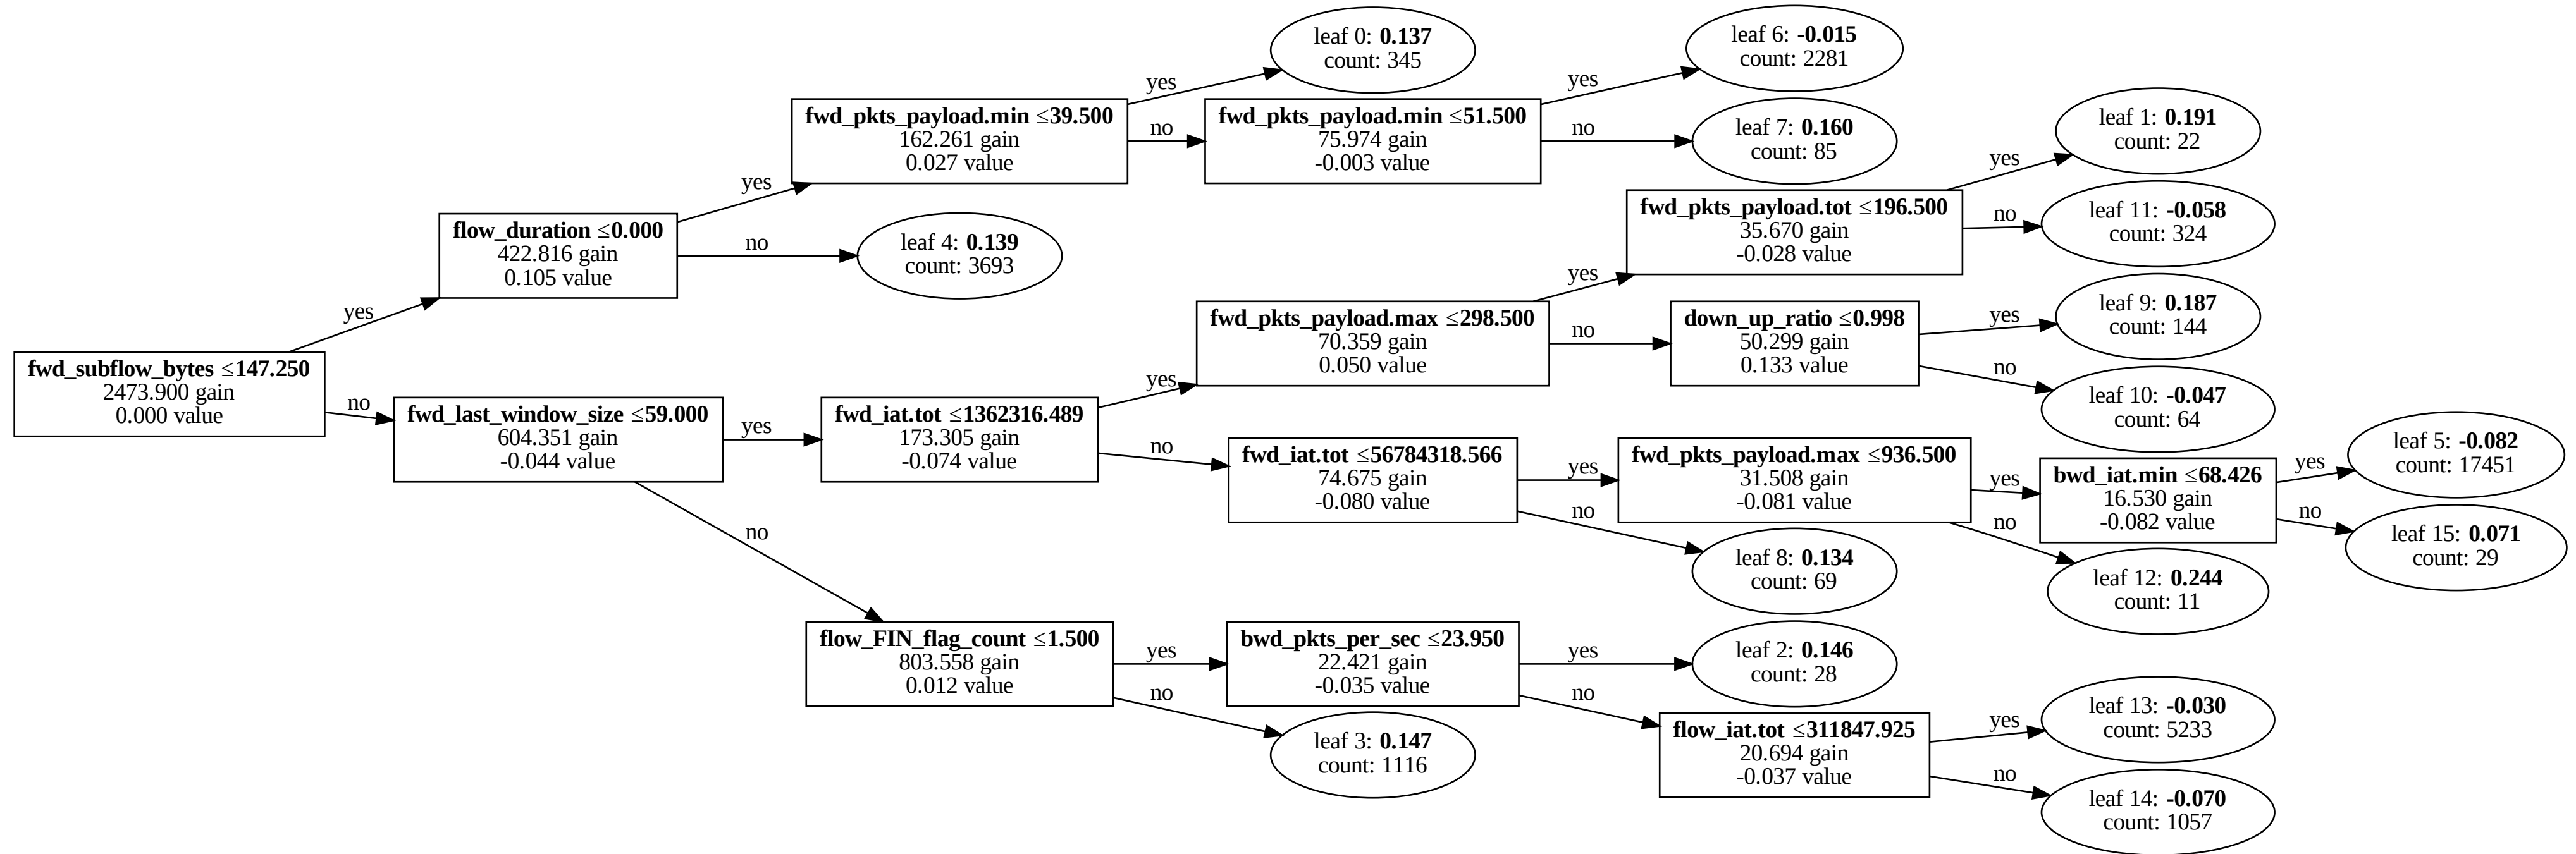 leaf 0: 0.137
count: 345
leaf 6: -0.015
count: 2281
yes
yes
fwd_pkts_payload.min ≤39.500
162.261 gain
0.027 value
no
fwd_pkts_payload.min ≤51.500
75.974 gain
-0.003 value
no
leaf 7: 0.160
count: 85
leaf 1: 0.191
count: 22
yes
yes
flow_duration ≤0.000
422.816 gain
0.105 value
no
leaf 4: 0.139
count: 3693
fwd_pkts_payload.tot ≤196.500
35.670 gain
-0.028 value
no
leaf 11: -0.058
count: 324
yes
yes
fwd_pkts_payload.max ≤298.500
70.359 gain
0.050 value
no
down_up_ratio ≤0.998
50.299 gain
0.133 value
yes
leaf 9: 0.187
count: 144
no
leaf 10: -0.047
count: 64
fwd_subflow_bytes ≤147.250
2473.900 gain
0.000 value
no
fwd_last_window_size ≤59.000
604.351 gain
-0.044 value
yes
fwd_iat.tot ≤1362316.489
173.305 gain
-0.074 value
yes
no
fwd_iat.tot ≤56784318.566
74.675 gain
-0.080 value
yes
fwd_pkts_payload.max ≤936.500
31.508 gain
-0.081 value
yes
bwd_iat.min ≤68.426
16.530 gain
-0.082 value
yes
leaf 5: -0.082
count: 17451
no
leaf 15: 0.071
count: 29
no
leaf 8: 0.134
count: 69
no
leaf 12: 0.244
count: 11
no
flow_FIN_flag_count ≤1.500
803.558 gain
0.012 value
yes
bwd_pkts_per_sec ≤23.950
22.421 gain
-0.035 value
yes
leaf 2: 0.146
count: 28
no
leaf 3: 0.147
count: 1116
no
flow_iat.tot ≤311847.925
20.694 gain
-0.037 value
yes
leaf 13: -0.030
count: 5233
no
leaf 14: -0.070
count: 1057